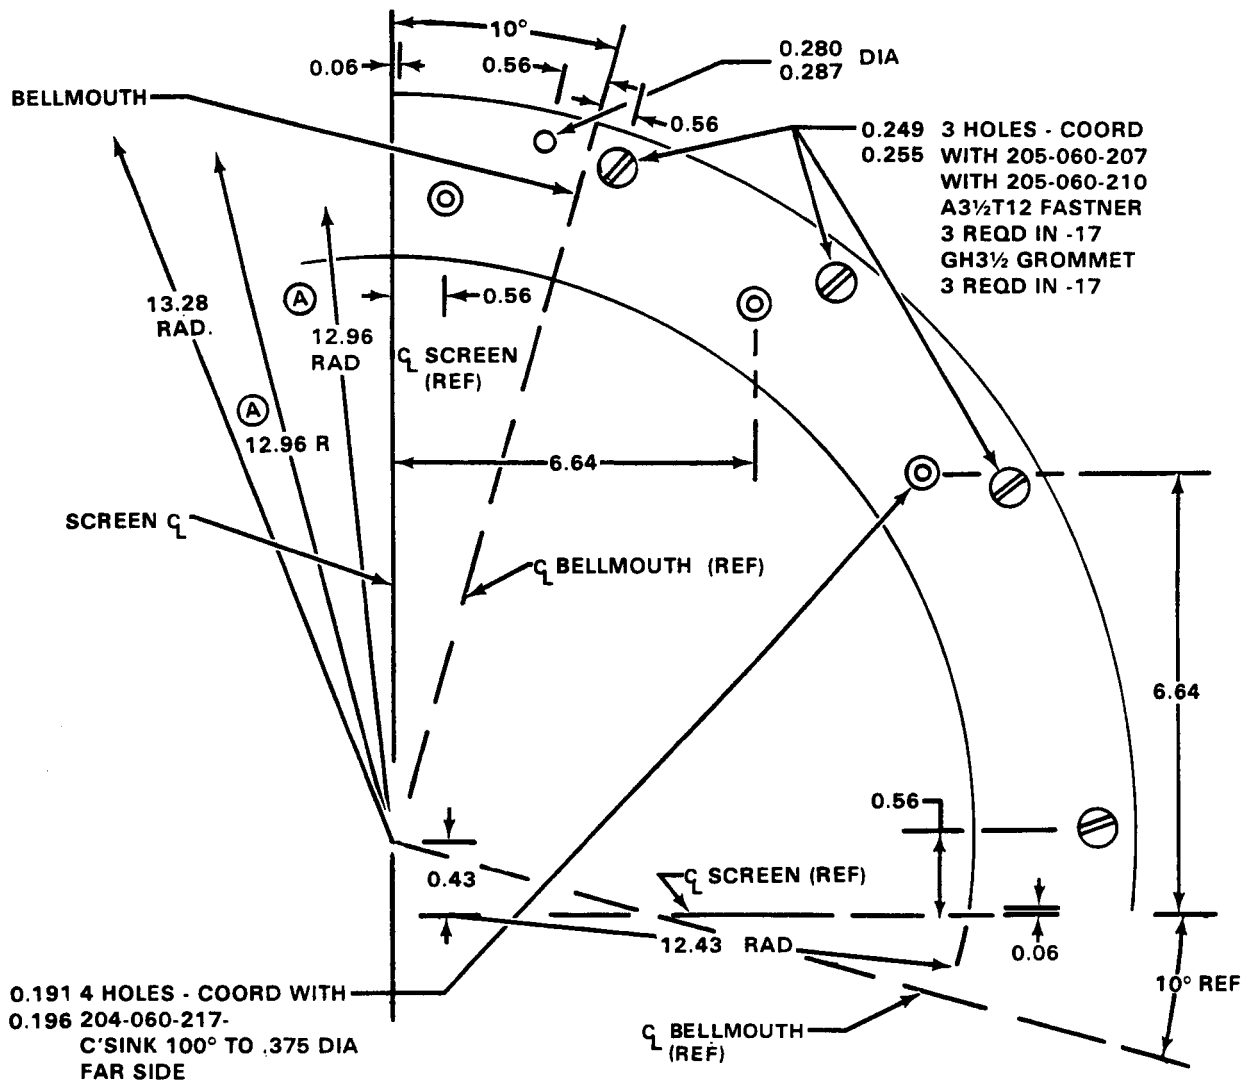 10°
0.06
0.56
0.280 DIA
0.287
BELLMOUTH
0.56
0.249 3 HOLES - COORD
0.255 WITH 205-060-207
WITH 205-060-210
A3½T12 FASTNER
3 REQD IN -17
GH3½ GROMMET
3 REQD IN -17
13.28
RAD.
A
0.56
12.96
RAD
℄ SCREEN
(REF)
A
12.96 R
6.64
SCREEN ℄
℄ BELLMOUTH (REF)
6.64
0.56
0.43
℄ SCREEN (REF)
12.43 RAD
0.06
10° REF
0.191 4 HOLES - COORD WITH
0.196 204-060-217-
C'SINK 100° TO .375 DIA
FAR SIDE
℄ BELLMOUTH
(REF)